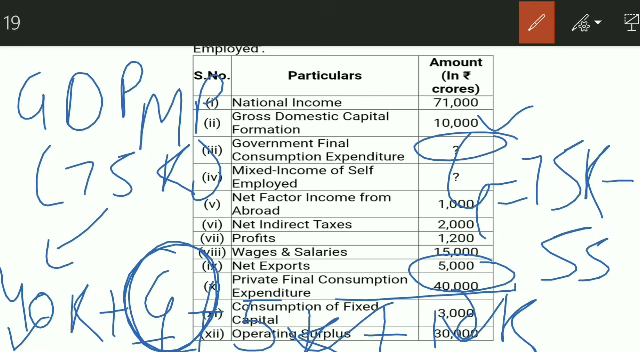 19
Employed :
S.No. Particulars Amount (In ₹ crores)
(i) National Income 71,000
(ii) Gross Domestic Capital Formation 10,000
(iii) Government Final Consumption Expenditure ?
(iv) Mixed-Income of Self Employed ?
(v) Net Factor Income from Abroad 1,000
(vi) Net Indirect Taxes 2,000
(vii) Profits 1,200
(viii) Wages & Salaries 15,000
(ix) Net Exports 5,000
(x) Private Final Consumption Expenditure 40,000
(xi) Consumption of Fixed Capital 3,000
(xii) Operating Surplus 30,000
GDPMP
(75K)
G = 75K -
55
40K + G + 5K + 10K